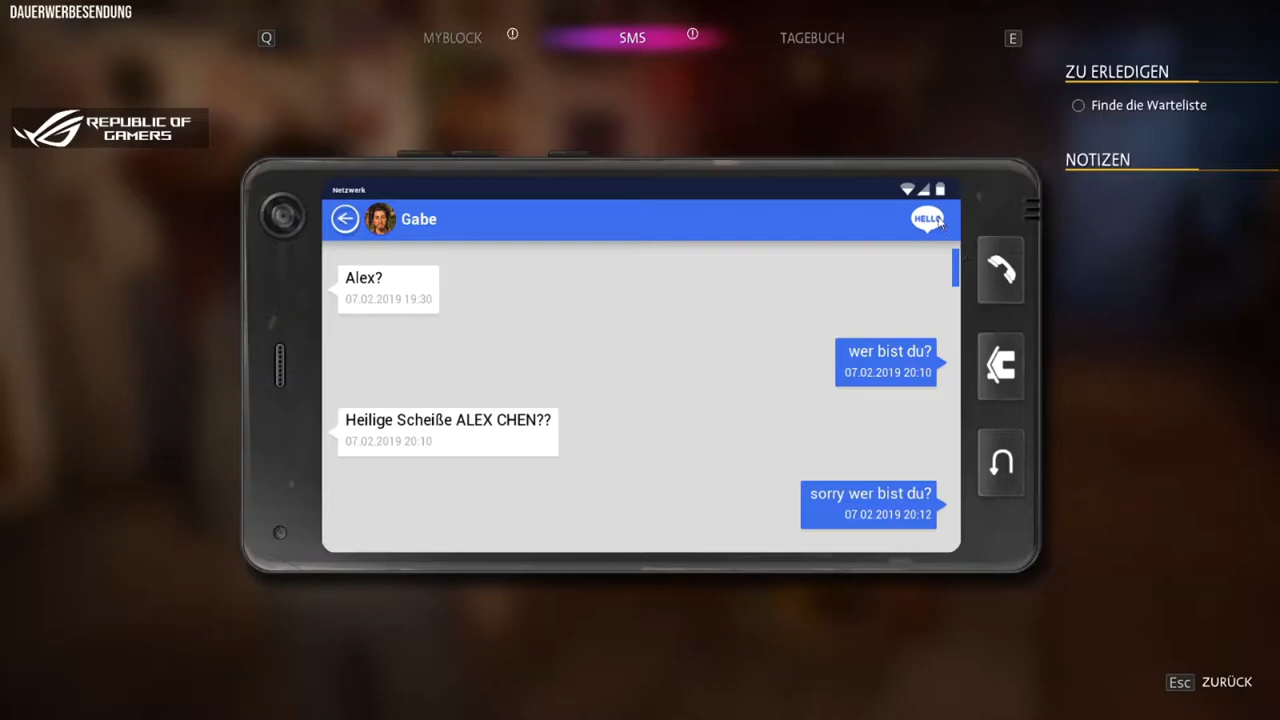 DAUERWERBESENDUNG
Q
MYBLOCK
SMS
TAGEBUCH
E
ZU ERLEDIGEN
Finde die Warteliste
NOTIZEN
REPUBLIC OF
GAMERS
Netzwerk
Gabe
HELLO
Alex?
07.02.2019 19:30
wer bist du?
07.02.2019 20:10
Heilige Scheiße ALEX CHEN??
07.02.2019 20:10
sorry wer bist du?
07.02.2019 20:12
Esc ZURÜCK